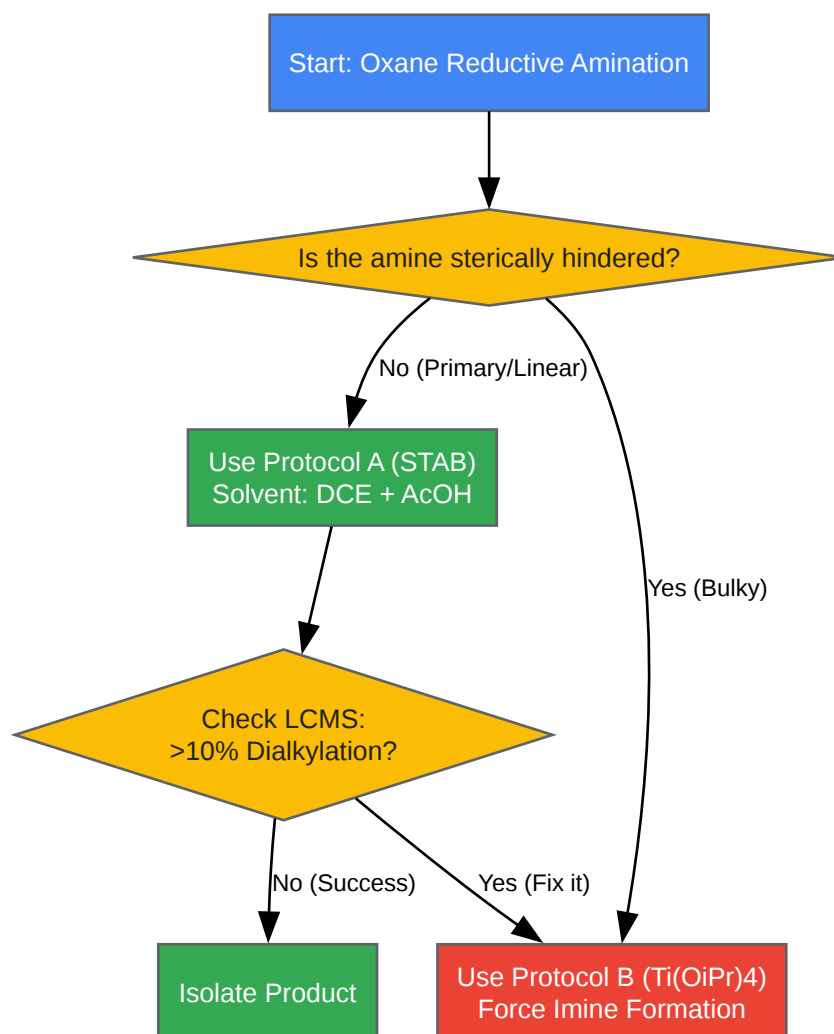 Start: Oxane Reductive Amination
Is the amine sterically hindered?
No (Primary/Linear)
Use Protocol A (STAB)
Solvent: DCE + AcOH
Yes (Bulky)
Check LCMS:
>10% Dialkylation?
No (Success)
Yes (Fix it)
Isolate Product
Use Protocol B (Ti(OiPr)4)
Force Imine Formation